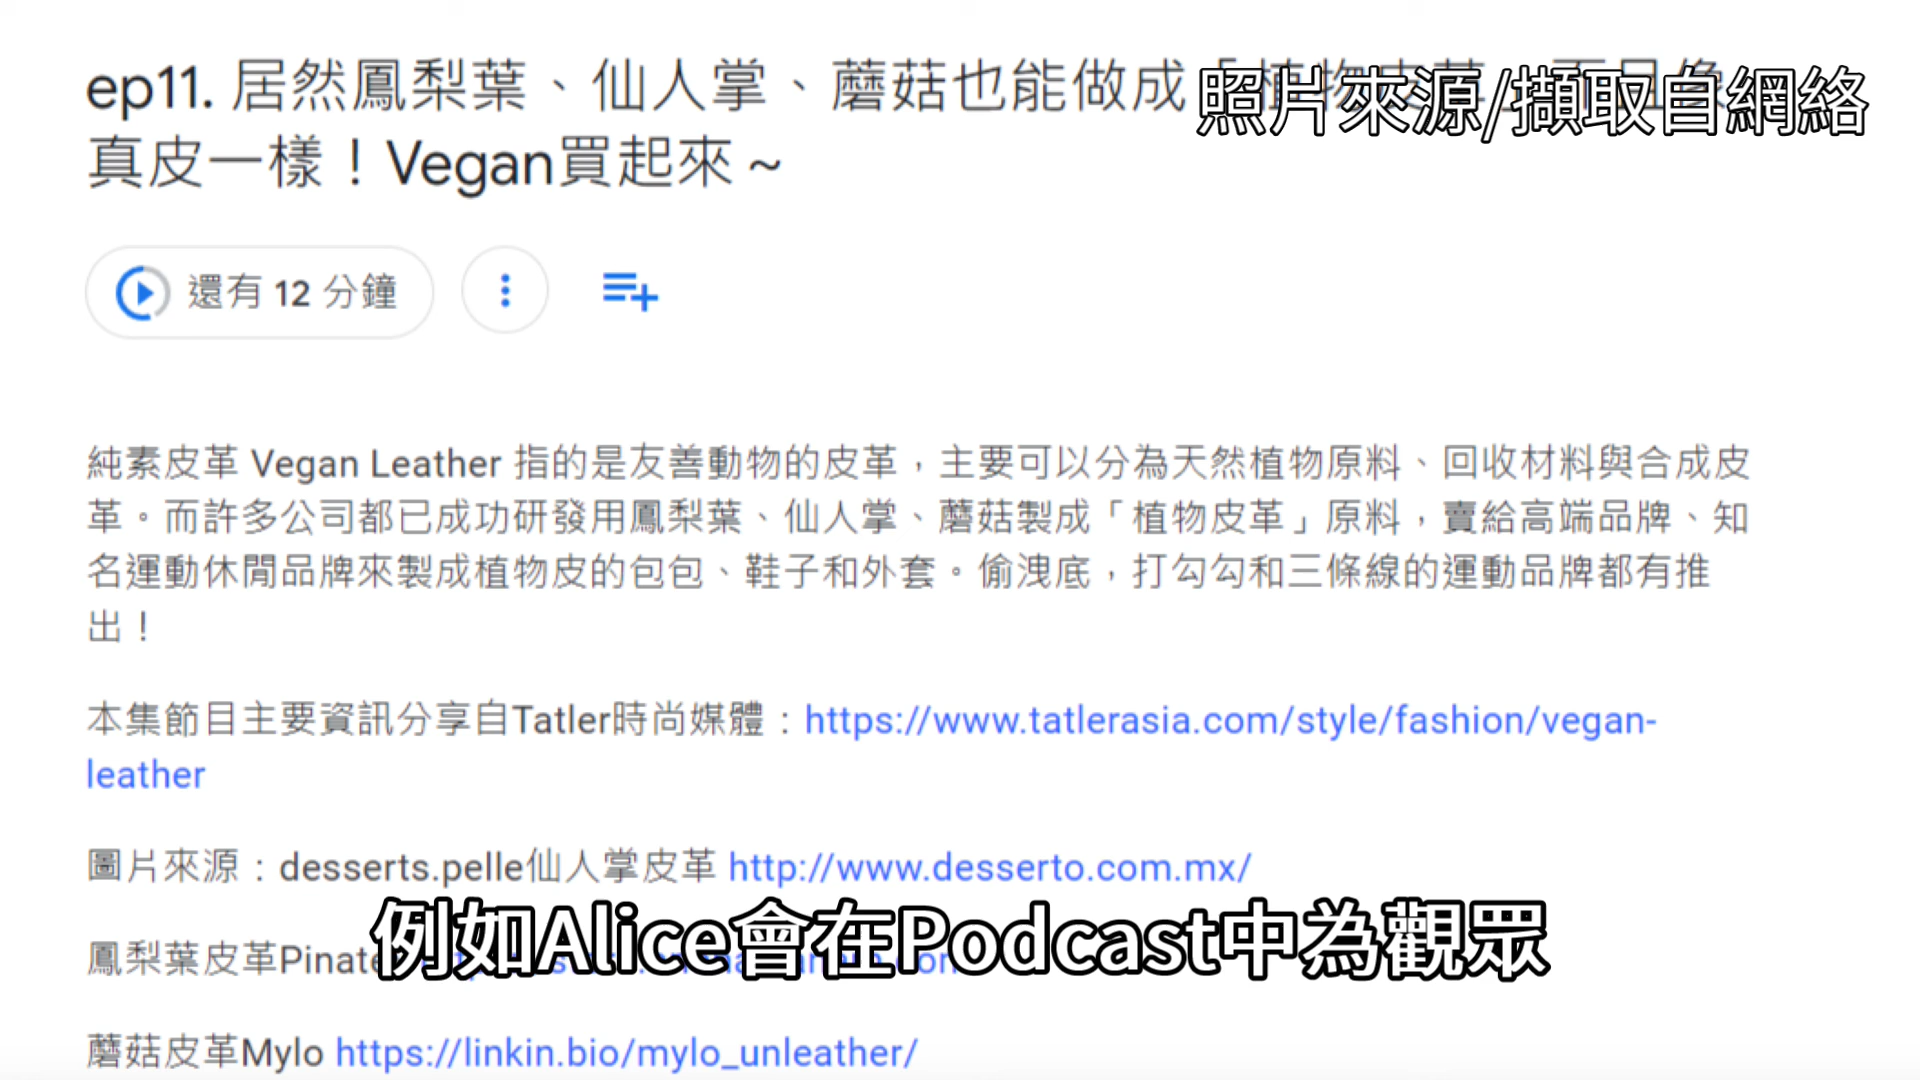 ep11. 居然鳳梨葉、仙人掌、蘑菇也能做成「植物皮革」而且像
照片來源/擷取自網絡
真皮一樣！Vegan買起來～
還有 12 分鐘
純素皮革 Vegan Leather 指的是友善動物的皮革，主要可以分為天然植物原料、回收材料與合成皮
革。而許多公司都已成功研發用鳳梨葉、仙人掌、蘑菇製成「植物皮革」原料，賣給高端品牌、知
名運動休閒品牌來製成植物皮的包包、鞋子和外套。偷洩底，打勾勾和三條線的運動品牌都有推
出！
本集節目主要資訊分享自Tatler時尚媒體：https://www.tatlerasia.com/style/fashion/vegan-
leather
圖片來源：desserts.pelle仙人掌皮革 http://www.desserto.com.mx/
鳳梨葉皮革Pinate
例如Alice會在Podcast中為觀眾
蘑菇皮革Mylo https://linkin.bio/mylo_unleather/